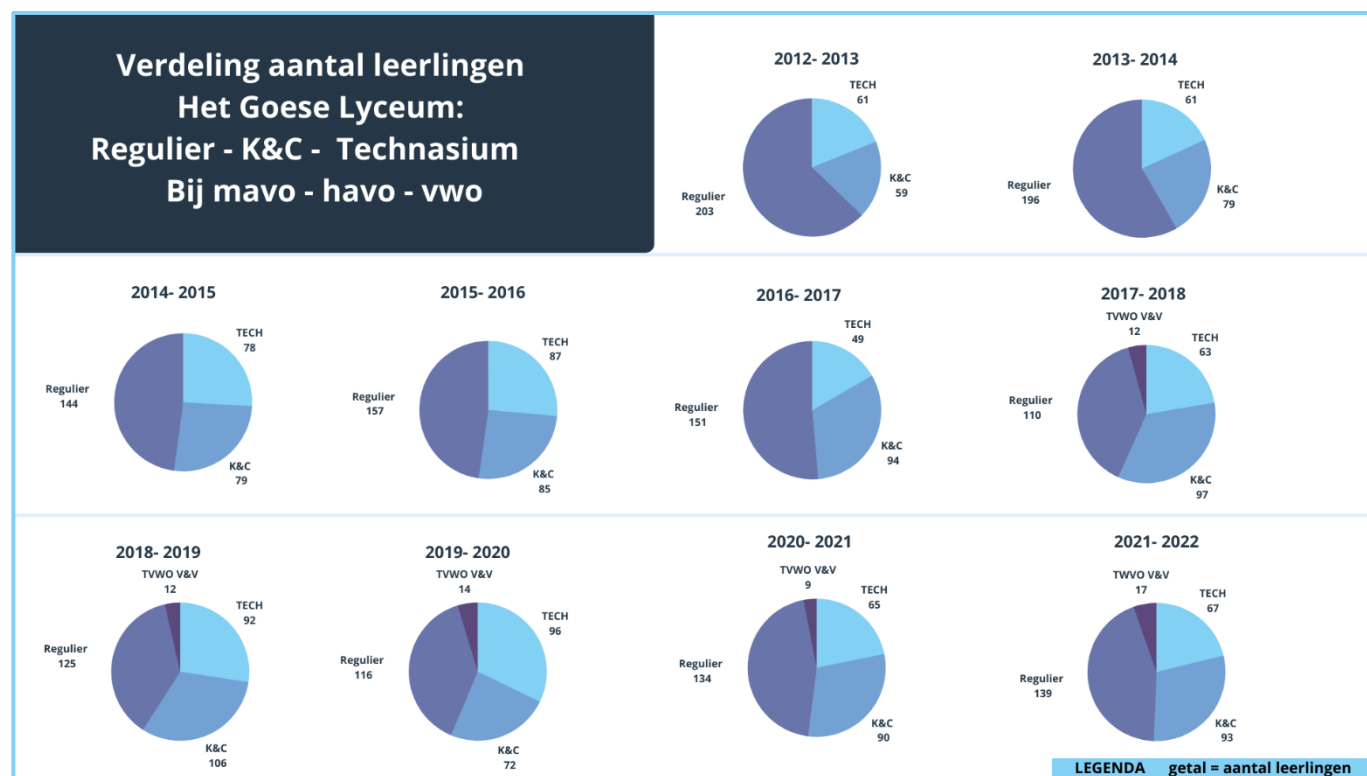 Verdeling aantal leerlingen
Het Goese Lyceum:
Regulier - K&C - Technasium
Bij mavo - havo - vwo
2012- 2013
TECH
61
K&C
59
Regulier
203
2013- 2014
TECH
61
K&C
79
Regulier
196
2014- 2015
TECH
78
K&C
79
Regulier
144
2015- 2016
TECH
87
K&C
85
Regulier
157
2016- 2017
TECH
49
K&C
94
Regulier
151
2017- 2018
TVWO V&V
12
TECH
63
K&C
97
Regulier
110
2018- 2019
TVWO V&V
12
TECH
92
K&C
106
Regulier
125
2019- 2020
TVWO V&V
14
TECH
96
K&C
72
Regulier
116
2020- 2021
TVWO V&V
9
TECH
65
K&C
90
Regulier
134
2021- 2022
TWVO V&V
17
TECH
67
K&C
93
Regulier
139
LEGENDA getal = aantal leerlingen